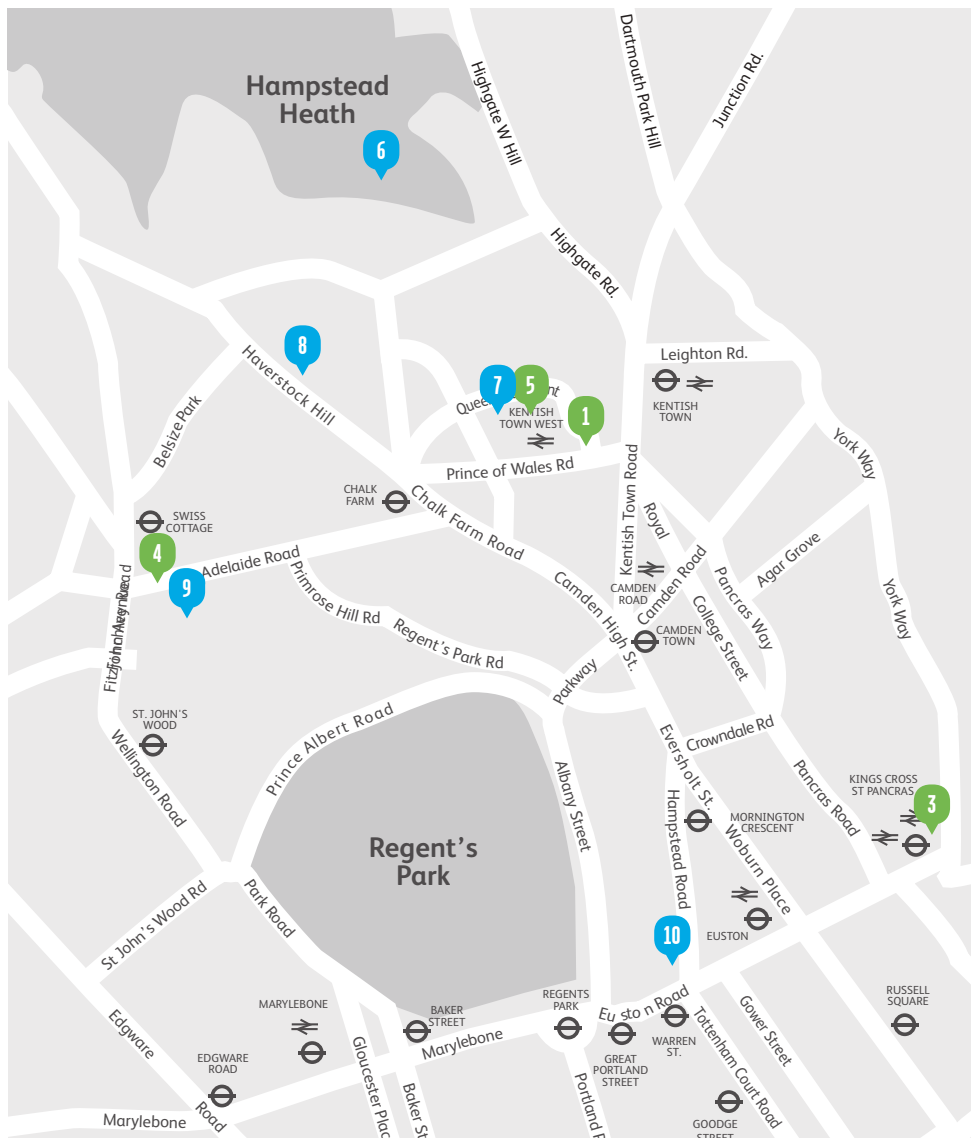 Hampstead
Heath
6
Highgate W Hill
Dartmouth Park Hill
Junction Rd.
Highgate Rd.
8
Haverstock Hill
Belsize Park
7
5
1
KENTISH
TOWN WEST
Prince of Wales Rd
Leighton Rd.
KENTISH
TOWN
York Way
Kentish Town Road
CHALK
FARM
Chalk Farm Road
SWISS
COTTAGE
4
9
Adelaide Road
Primrose Hill Rd
Regent's Park Rd
Royal
College Street
CAMDEN
ROAD
Camden Road
Agar Grove
Pancras Way
York Way
Camden High St.
CAMDEN
TOWN
Parkway
ST. JOHN'S
WOOD
Wellington Road
Prince Albert Road
Crowndale Rd
Eversholt St.
Albany Street
Hampstead Road
MORNINGTON
CRESCENT
Pancras Road
KINGS CROSS
ST PANCRAS
3
Regent's
Park
Woburn Place
Park Road
St John's Wood Rd
EUSTON
10
Euston Road
REGENTS
PARK
RUSSELL
SQUARE
MARYLEBONE
BAKER
STREET
Marylebone
WARREN
ST.
GREAT
PORTLAND
STREET
Gower Street
Tottenham Court Road
Edgware
Road
EDGWARE
ROAD
Gloucester Plac
Baker St
Portland
GOODGE
STREET
Marylebone